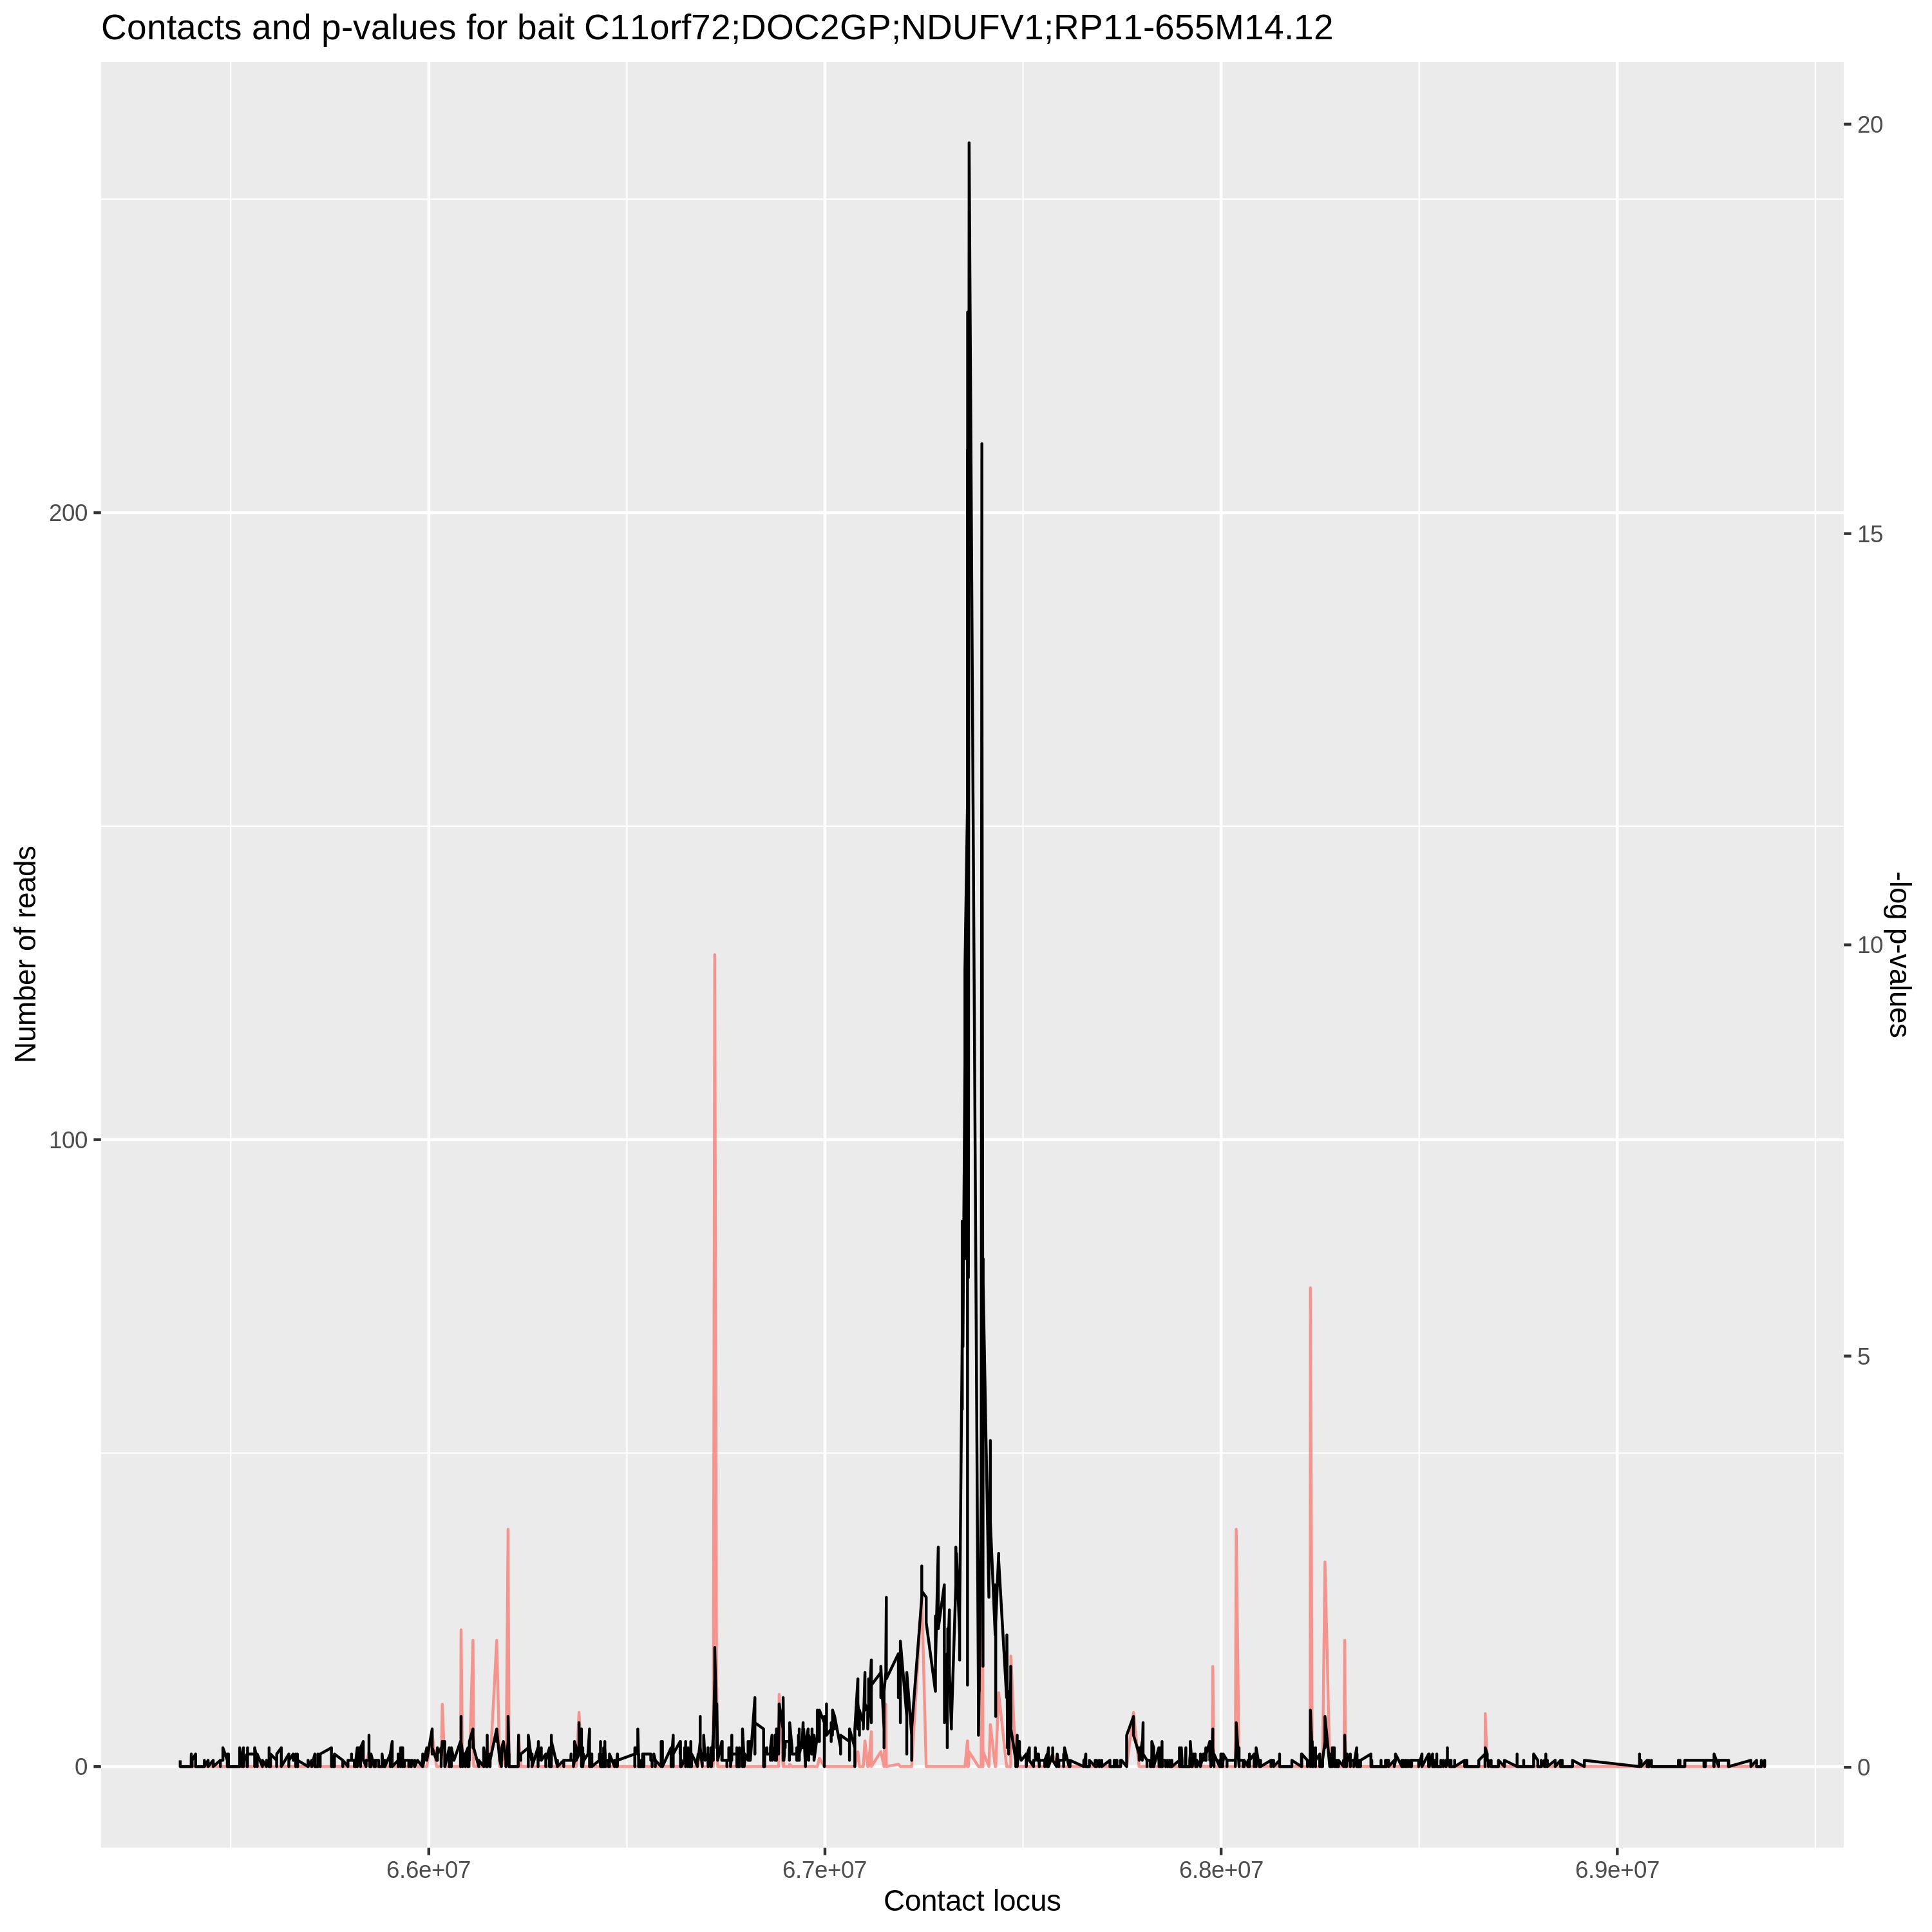 Contacts and p-values for bait C11orf72;DOC2GP;NDUFV1;RP11-655M14.12
20
200
15
Number of reads
-log p-values
10
100
5
0
0
6.6e+07
6.7e+07
6.8e+07
6.9e+07
Contact locus